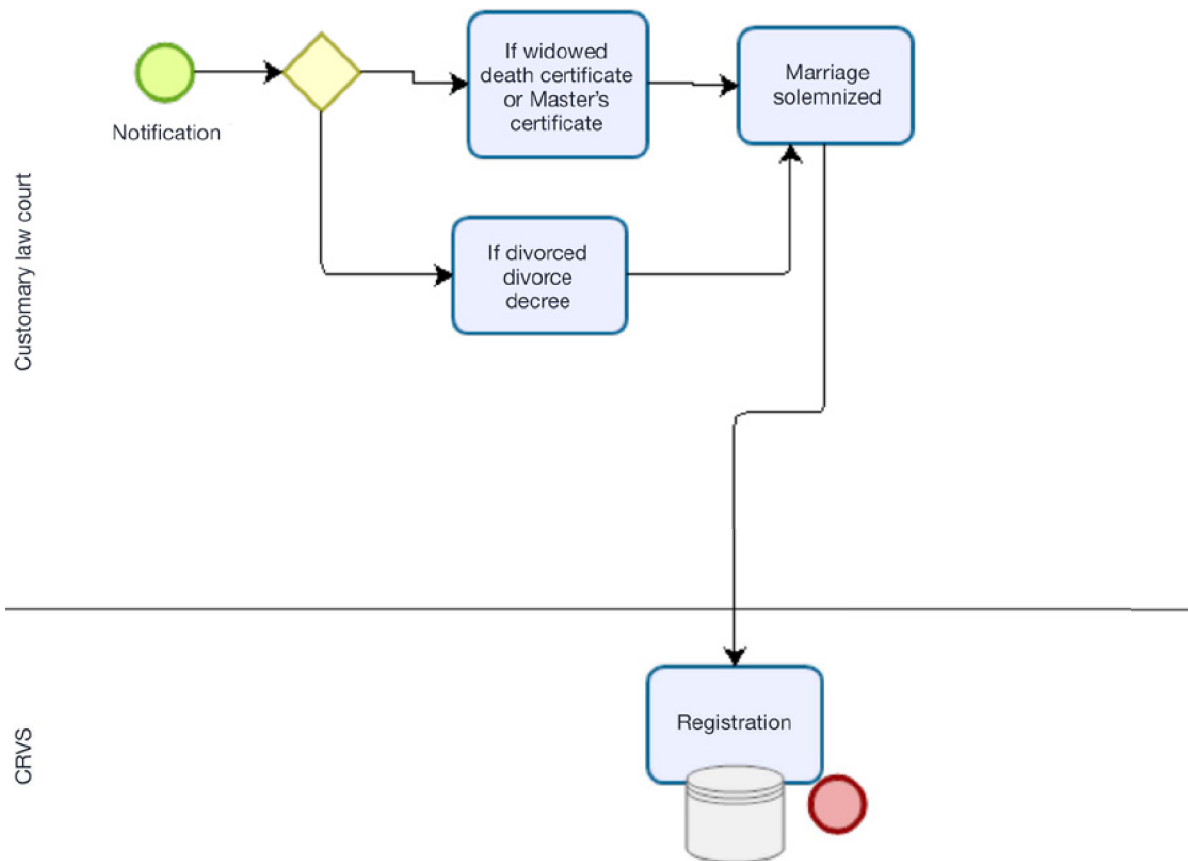 Customary law court
Notification
If widowed
death certificate
or Master's
certificate
Marriage
solemnized
If divorced
divorce
decree
CRVS
Registration